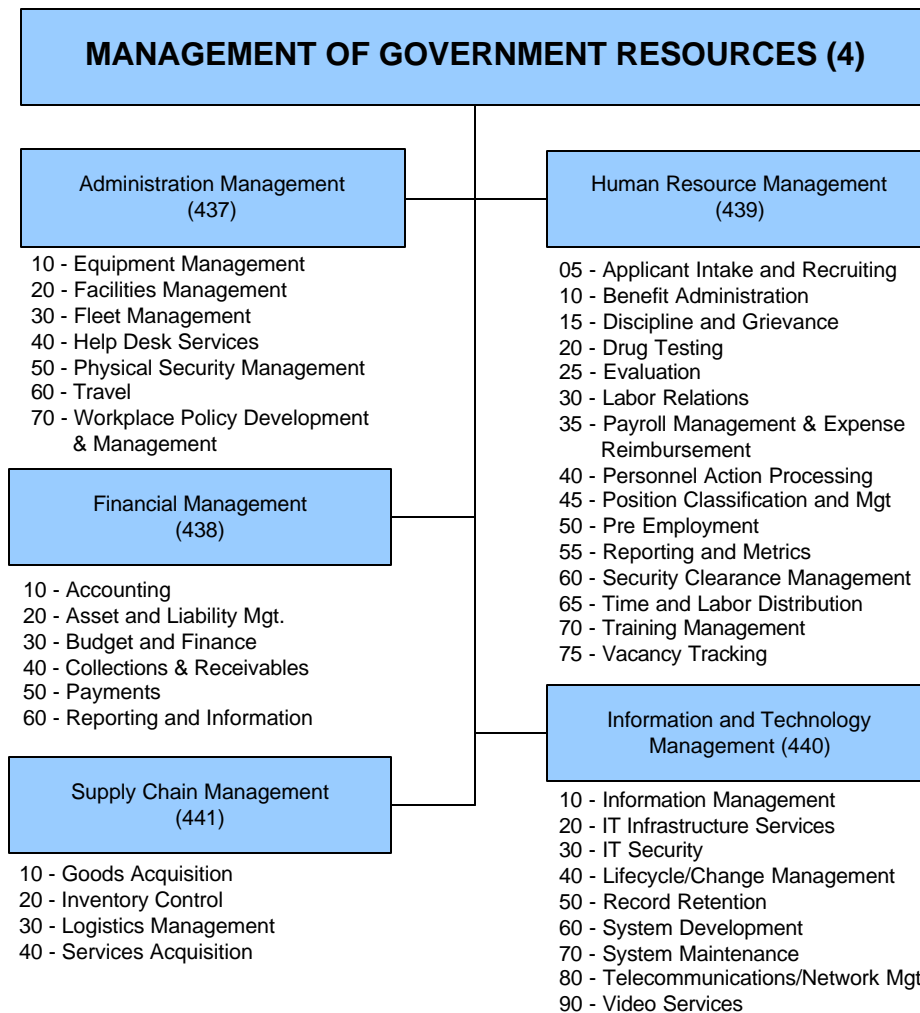 MANAGEMENT OF GOVERNMENT RESOURCES (4)
Administration Management
(437)
10 - Equipment Management
20 - Facilities Management
30 - Fleet Management
40 - Help Desk Services
50 - Physical Security Management
60 - Travel
70 - Workplace Policy Development
& Management
Financial Management
(438)
10 - Accounting
20 - Asset and Liability Mgt.
30 - Budget and Finance
40 - Collections & Receivables
50 - Payments
60 - Reporting and Information
Supply Chain Management
(441)
10 - Goods Acquisition
20 - Inventory Control
30 - Logistics Management
40 - Services Acquisition
Human Resource Management
(439)
05 - Applicant Intake and Recruiting
10 - Benefit Administration
15 - Discipline and Grievance
20 - Drug Testing
25 - Evaluation
30 - Labor Relations
35 - Payroll Management & Expense
Reimbursement
40 - Personnel Action Processing
45 - Position Classification and Mgt
50 - Pre Employment
55 - Reporting and Metrics
60 - Security Clearance Management
65 - Time and Labor Distribution
70 - Training Management
75 - Vacancy Tracking
Information and Technology
Management (440)
10 - Information Management
20 - IT Infrastructure Services
30 - IT Security
40 - Lifecycle/Change Management
50 - Record Retention
60 - System Development
70 - System Maintenance
80 - Telecommunications/Network Mgt
90 - Video Services